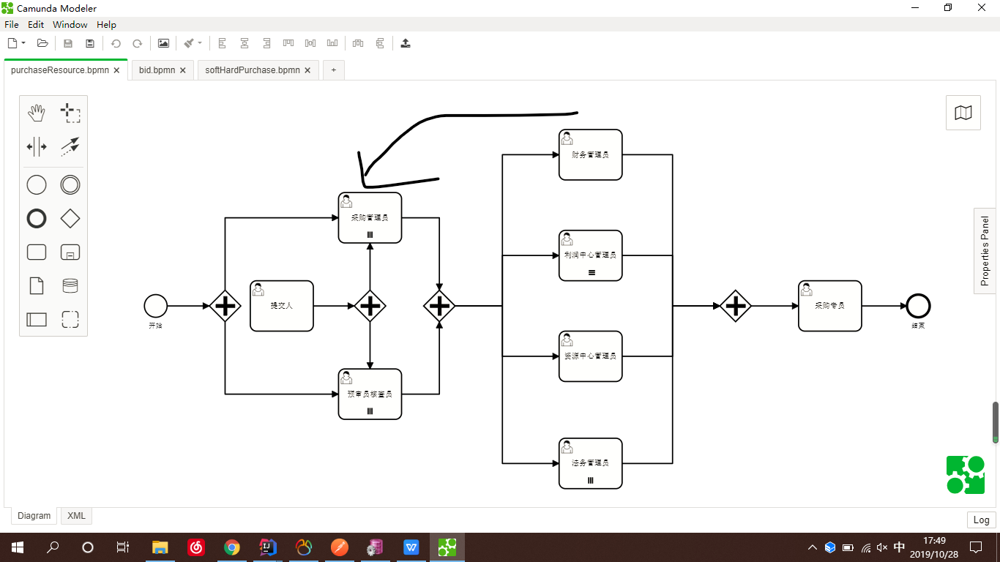 Camunda Modeler
File Edit Window Help
purchaseResource.bpmn × bid.bpmn × softHardPurchase.bpmn × +
财务管理员
采购管理员
利润中心管理员
Properties Panel
提交人
采购专员
开始
结束
资源中心管理员
预审员核查员
法务管理员
Diagram XML
Log
中
17:49
2019/10/28